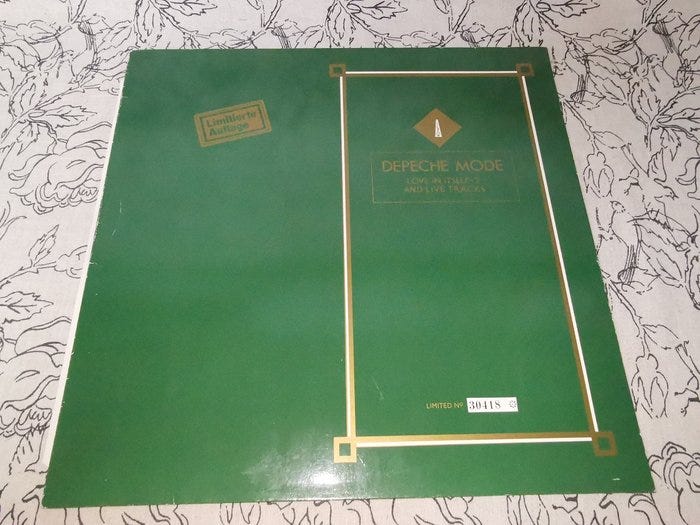 Limitierte
Auflage
DEPECHE MODE
LOVE IN ITSELF·2
AND LIVE TRACKS
LIMITED Nº 30418